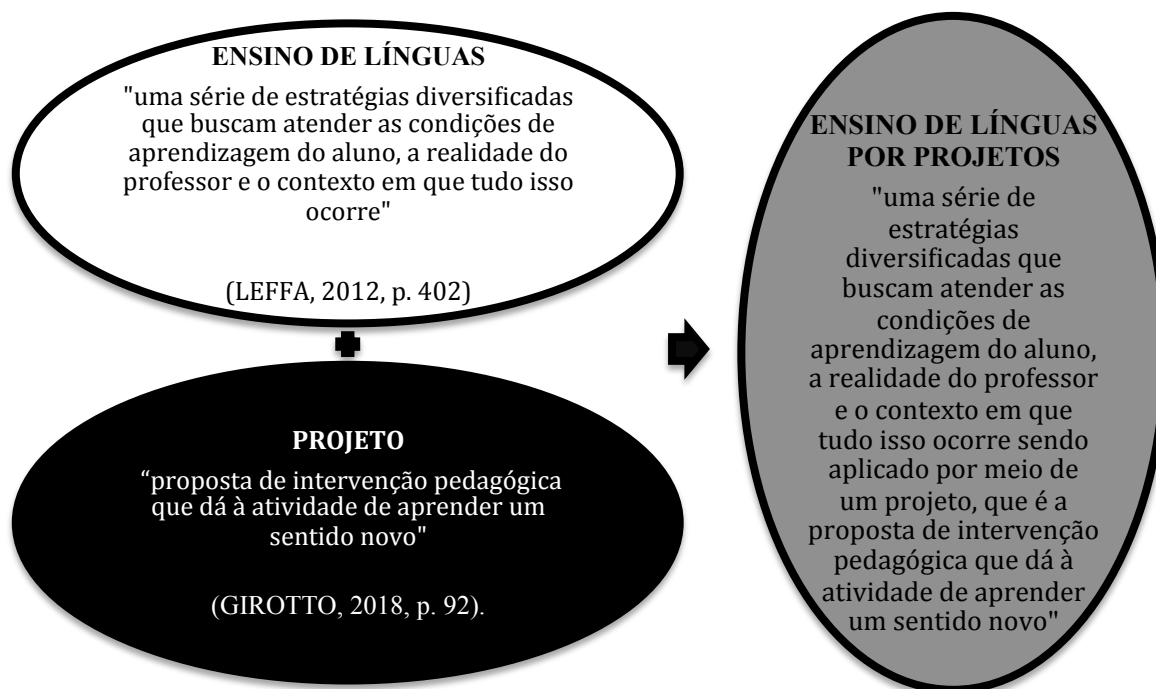 ENSINO DE LÍNGUAS
"uma série de estratégias diversificadas
que buscam atender as condições de
aprendizagem do aluno, a realidade do
professor e o contexto em que tudo isso
ocorre"
(LEFFA, 2012, p. 402)
PROJETO
“proposta de intervenção pedagógica
que dá à atividade de aprender um
sentido novo"
(GIROTTO, 2018, p. 92).
ENSINO DE LÍNGUAS
POR PROJETOS
"uma série de
estratégias
diversificadas que
buscam atender as
condições de
aprendizagem do aluno,
a realidade do professor
e o contexto em que
tudo isso ocorre sendo
aplicado por meio de
um projeto, que é a
proposta de intervenção
pedagógica que dá à
atividade de aprender
um sentido novo"